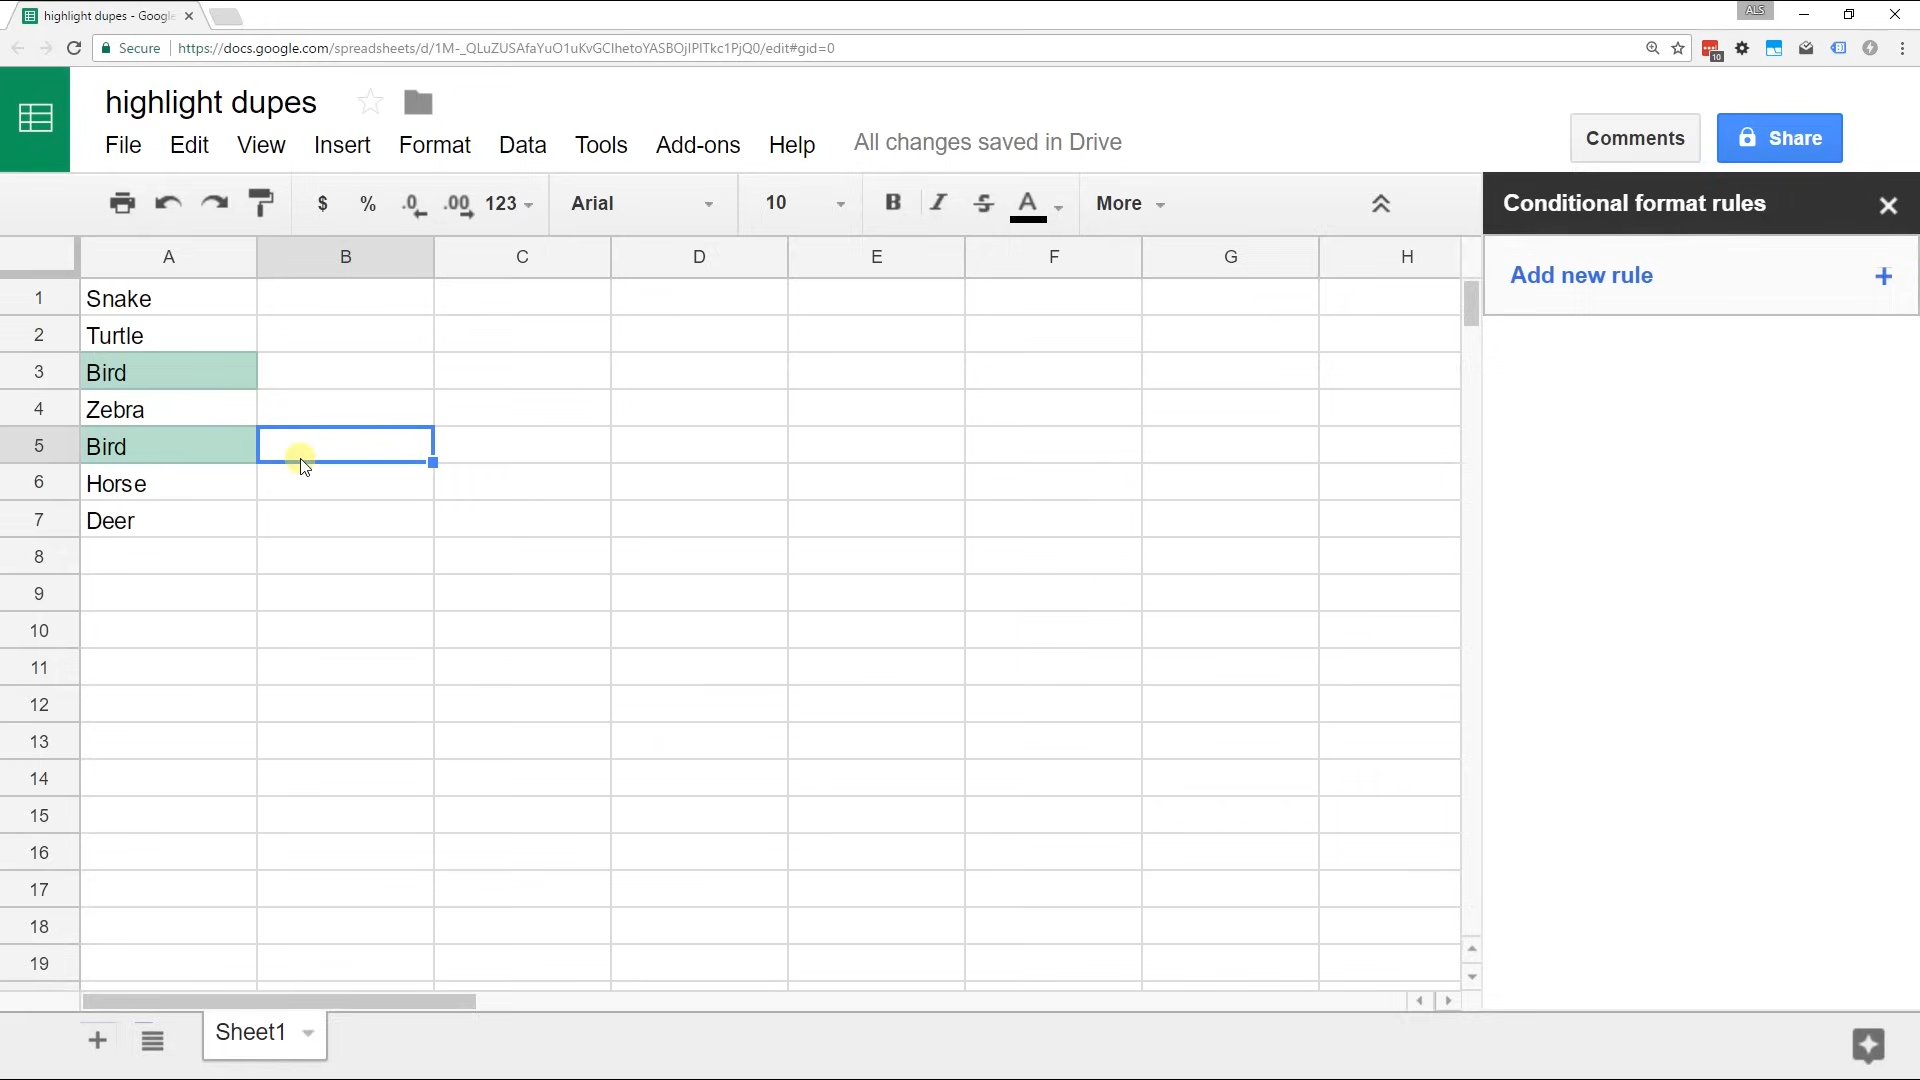 highlight dupes - Google
ALS
Secure
https://docs.google.com/spreadsheets/d/1M-_QLuZUSAfaYuO1uKvGClhetoYASBOjIPITkc1PjQ0/edit#gid=0
10
highlight dupes
File Edit View Insert Format Data Tools Add-ons Help All changes saved in Drive
Comments
Share
$ % .0 .00 123 Arial 10 B I S A More
Conditional format rules
Add new rule +
A B C D E F G H
1 Snake
2 Turtle
3 Bird
4 Zebra
5 Bird
6 Horse
7 Deer
8
9
10
11
12
13
14
15
16
17
18
19
Sheet1